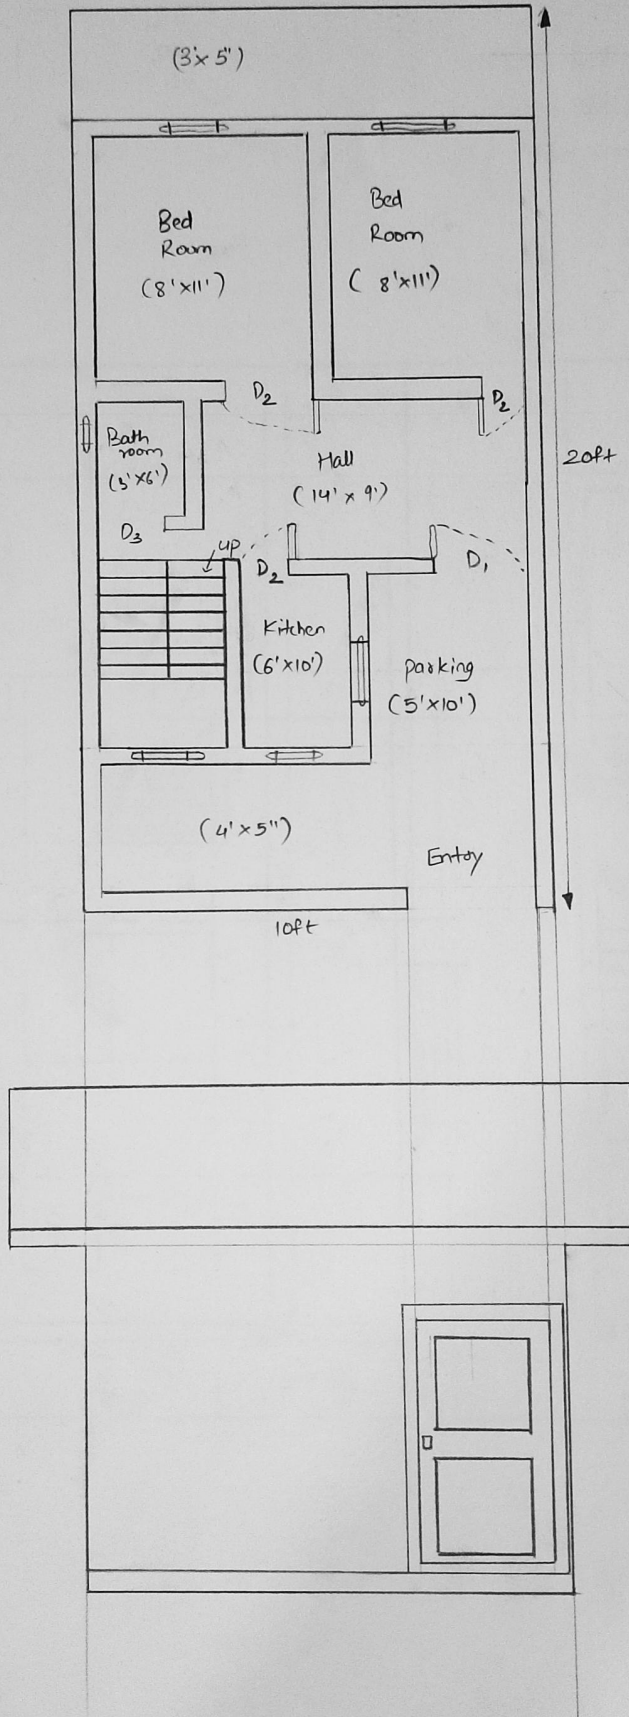 (3'x 5")
Bed
Room
(8'x11')
Bed
Room
( 8'x11')
D2
D2
Bath
room
(3'x6')
Hall
(14' x 9')
20ft
D3
up
D2
D1
Kitchen
(6'x10')
parking
(5'x10')
(4'x5")
Entry
10ft